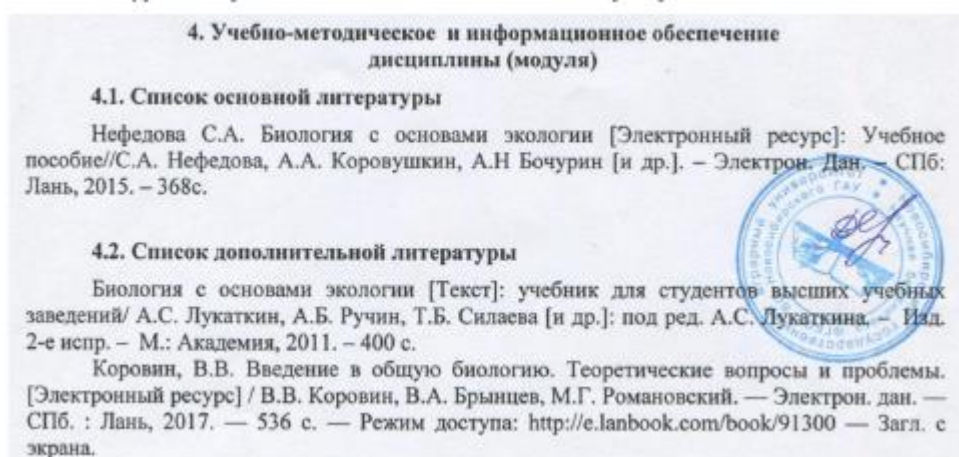 4. Учебно-методическое и информационное обеспечение
дисциплины (модуля)
4.1. Список основной литературы
Нефедова С.А. Биология с основами экологии [Электронный ресурс]: Учебное
пособие//С.А. Нефедова, А.А. Коровушкин, А.Н Бочурин [и др.]. – Электрон. Дан. – СПб:
Лань, 2015. – 368с.
4.2. Список дополнительной литературы
Биология с основами экологии [Текст]: учебник для студентов высших учебных
заведений/ А.С. Лукаткин, А.Б. Ручин, Т.Б. Силаева [и др.]: под ред. А.С. Лукаткина. – Изд.
2-е испр. – М.: Академия, 2011. – 400 с.
Коровин, В.В. Введение в общую биологию. Теоретические вопросы и проблемы.
[Электронный ресурс] / В.В. Коровин, В.А. Брынцев, М.Г. Романовский. — Электрон. дан. —
СПб. : Лань, 2017. — 536 с. — Режим доступа: http://e.lanbook.com/book/91300 — Загл. с
экрана.